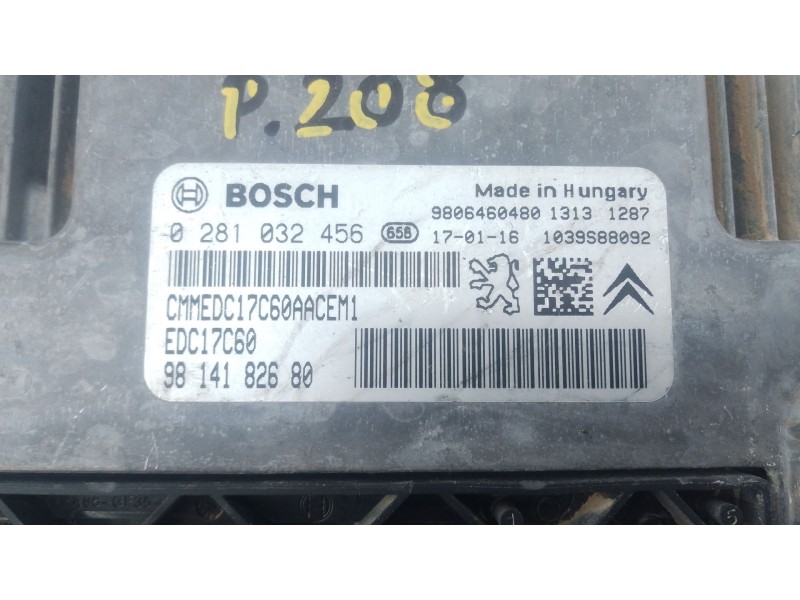 P.208
BOSCH
Made in Hungary
9806460480 1313 1287
0 281 032 456 656 17-01-16 1039S88092
CMMEDC17C60AACEM1
EDC17C60
98 141 826 80